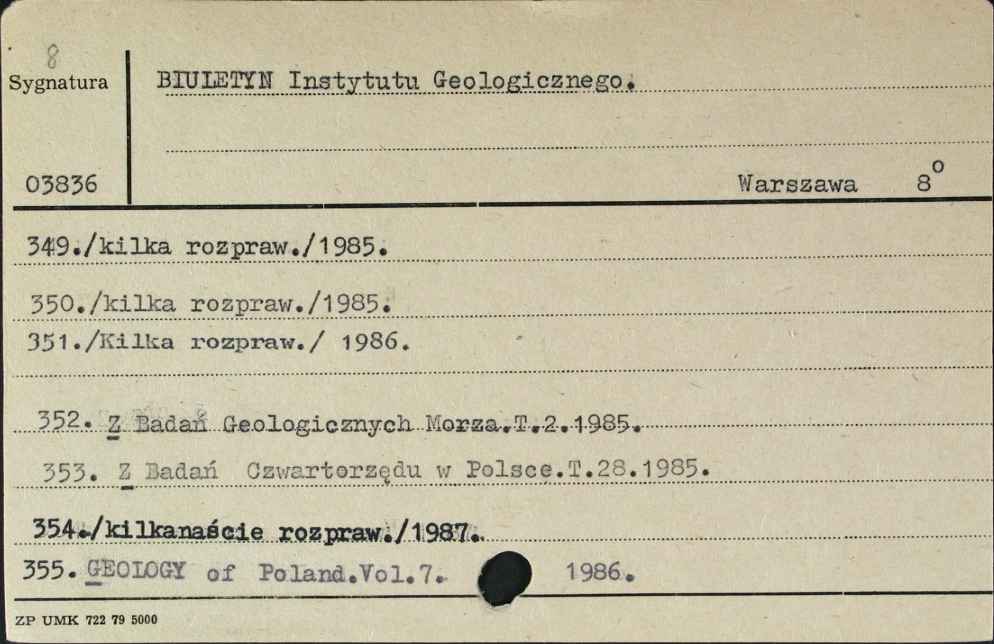 8
Sygnatura
BIULETYN Instytutu Geologicznego.
03836
Warszawa 8°
349./kilka rozpraw./1985.
350./kilka rozpraw./1985.
351./Kilka rozpraw./ 1986.
352. Z Badań Geologicznych Morza.T.2.1985.
353. Z Badań Czwartorzędu w Polsce.T.28.1985.
354./kilkanaście rozpraw./1987.
355. GEOLOGY of Poland.Vol.7. 1986.
ZP UMK 722 79 5000